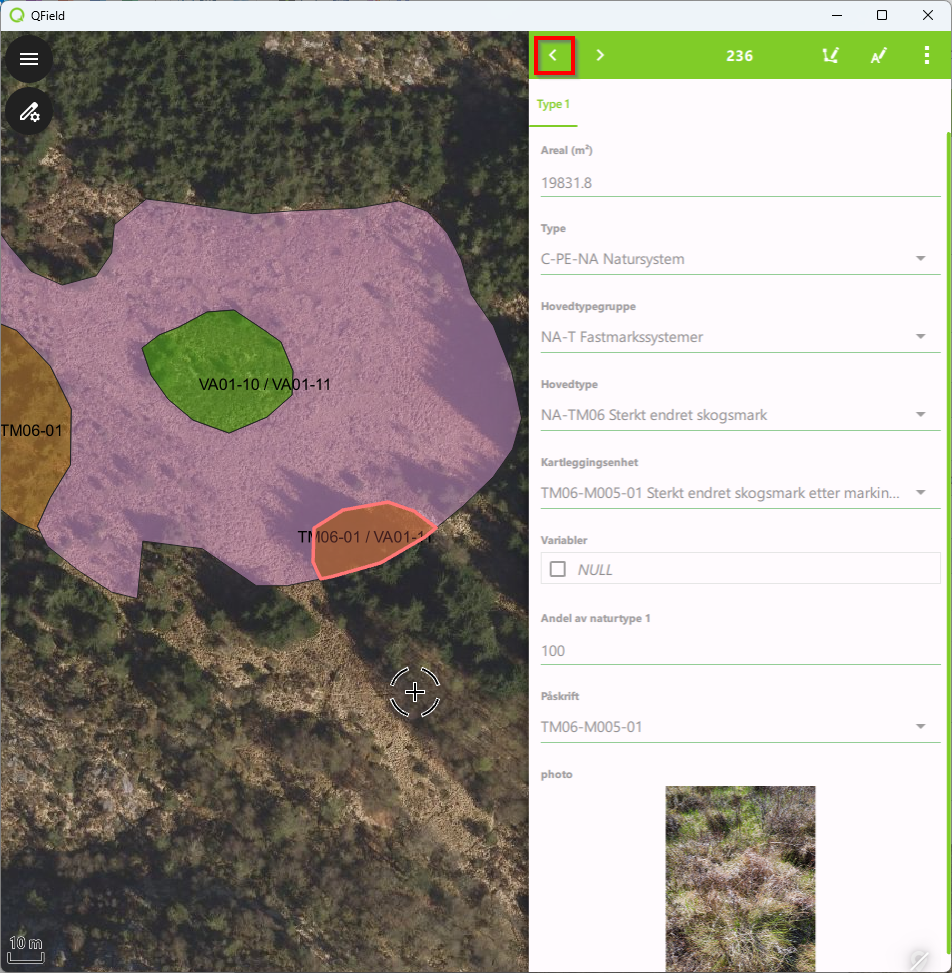 QField
236
Type 1
Areal (m²)
19831.8
Type
C-PE-NA Natursystem
Hovedtypegruppe
NA-T Fastmarkssystemer
Hovedtype
NA-TM06 Sterkt endret skogsmark
Kartleggingsenhet
TM06-M005-01 Sterkt endret skogsmark etter markin...
Variabler
NULL
Andel av naturtype 1
100
Påskrift
TM06-M005-01
photo
VA01-10 / VA01-11
TM06-01
TM06-01 / VA01-11
10 m